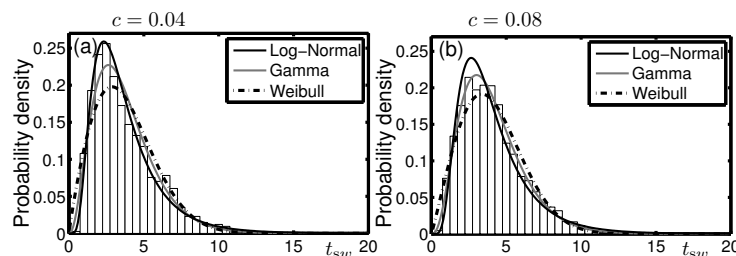 c = 0.04
c = 0.08
(a)
Log−Normal
Gamma
Weibull
Probability density
0.25
0.2
0.15
0.1
0.05
0
0
5
10
15
20
t_sw
(b)
Log−Normal
Gamma
Weibull
Probability density
0.25
0.2
0.15
0.1
0.05
0
0
5
10
15
20
t_sw